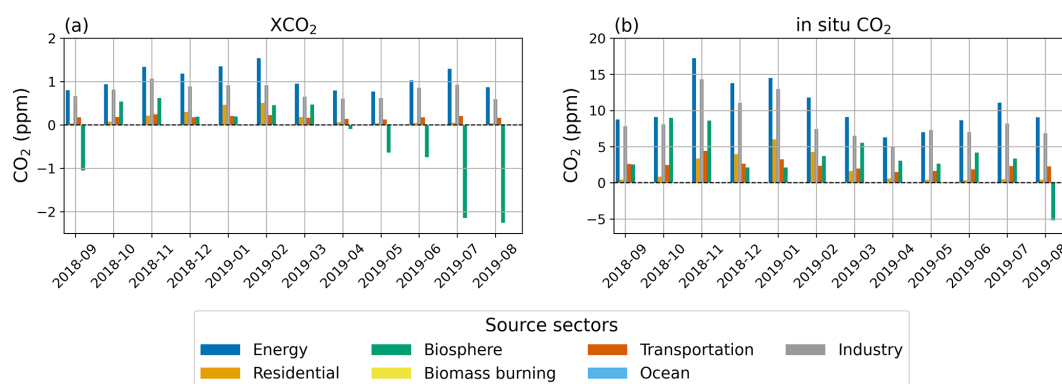 (a) XCO₂
2
1
0
−1
−2
CO₂ (ppm)
2018-09 2018-10 2018-11 2018-12 2019-01 2019-02 2019-03 2019-04 2019-05 2019-06 2019-07 2019-08
(b) in situ CO₂
20
15
10
5
0
−5
CO₂ (ppm)
2018-09 2018-10 2018-11 2018-12 2019-01 2019-02 2019-03 2019-04 2019-05 2019-06 2019-07 2019-08
Source sectors
Energy Biosphere Transportation Industry
Residential Biomass burning Ocean